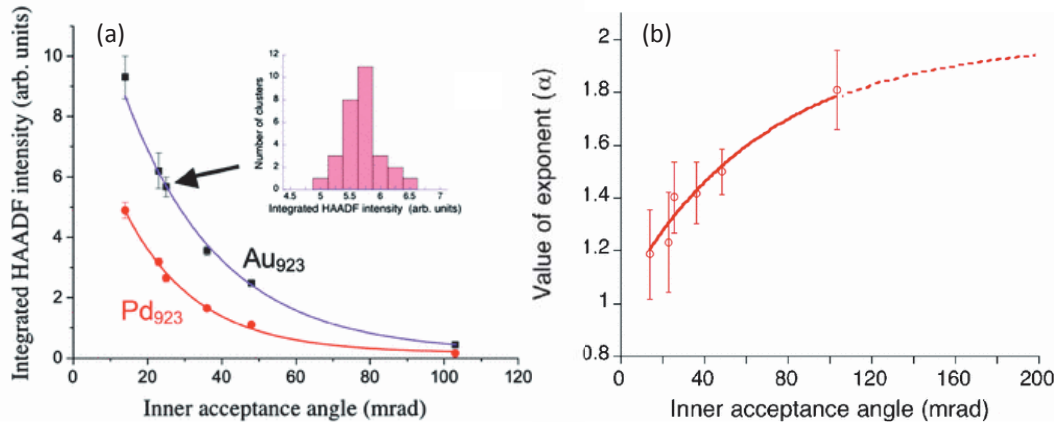 (a)
Integrated HAADF intensity (arb. units)
10
8
6
4
2
0
0 20 40 60 80 100 120
Inner acceptance angle (mrad)
Au923
Pd923
Number of clusters
12
10
8
6
4
2
0
4.5 5 5.5 6 6.5 7
Integrated HAADF intensity (arb. units)
(b)
Value of exponent (α)
2
1.8
1.6
1.4
1.2
1
0.8
0 40 80 120 160 200
Inner acceptance angle (mrad)